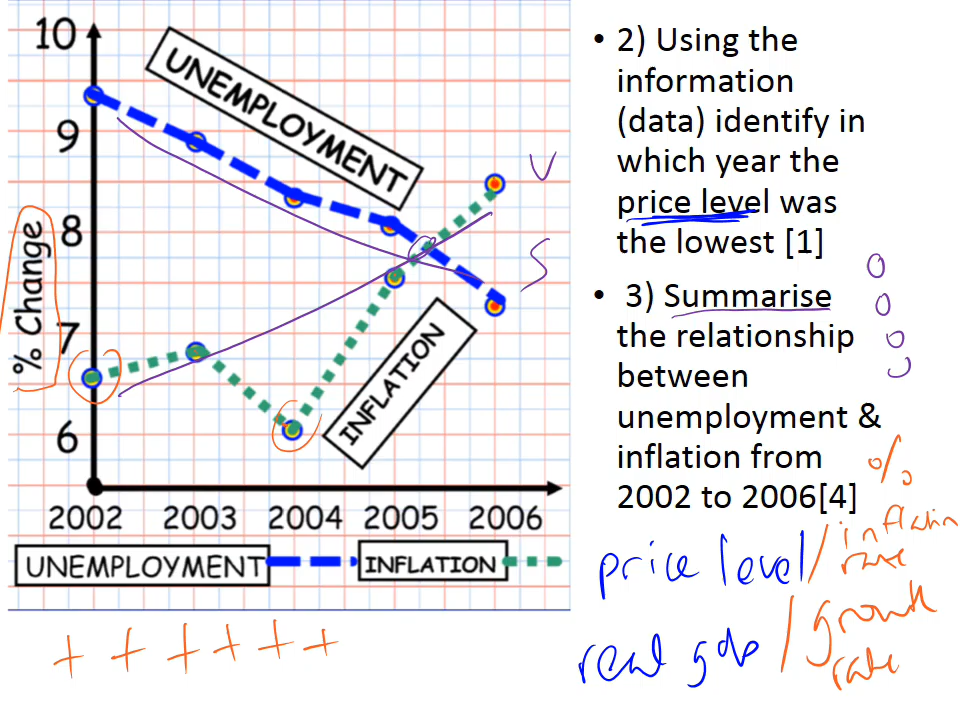 10
9
8
7
6
% Change
UNEMPLOYMENT
INFLATION
2002 2003 2004 2005 2006
UNEMPLOYMENT INFLATION
• 2) Using the
information
(data) identify in
which year the
price level was
the lowest [1]
• 3) Summarise
the relationship
between
unemployment &
inflation from
2002 to 2006[4]
V
S
%
price level / inflation
rate
real gdp / growth
rate
+ + + + + +